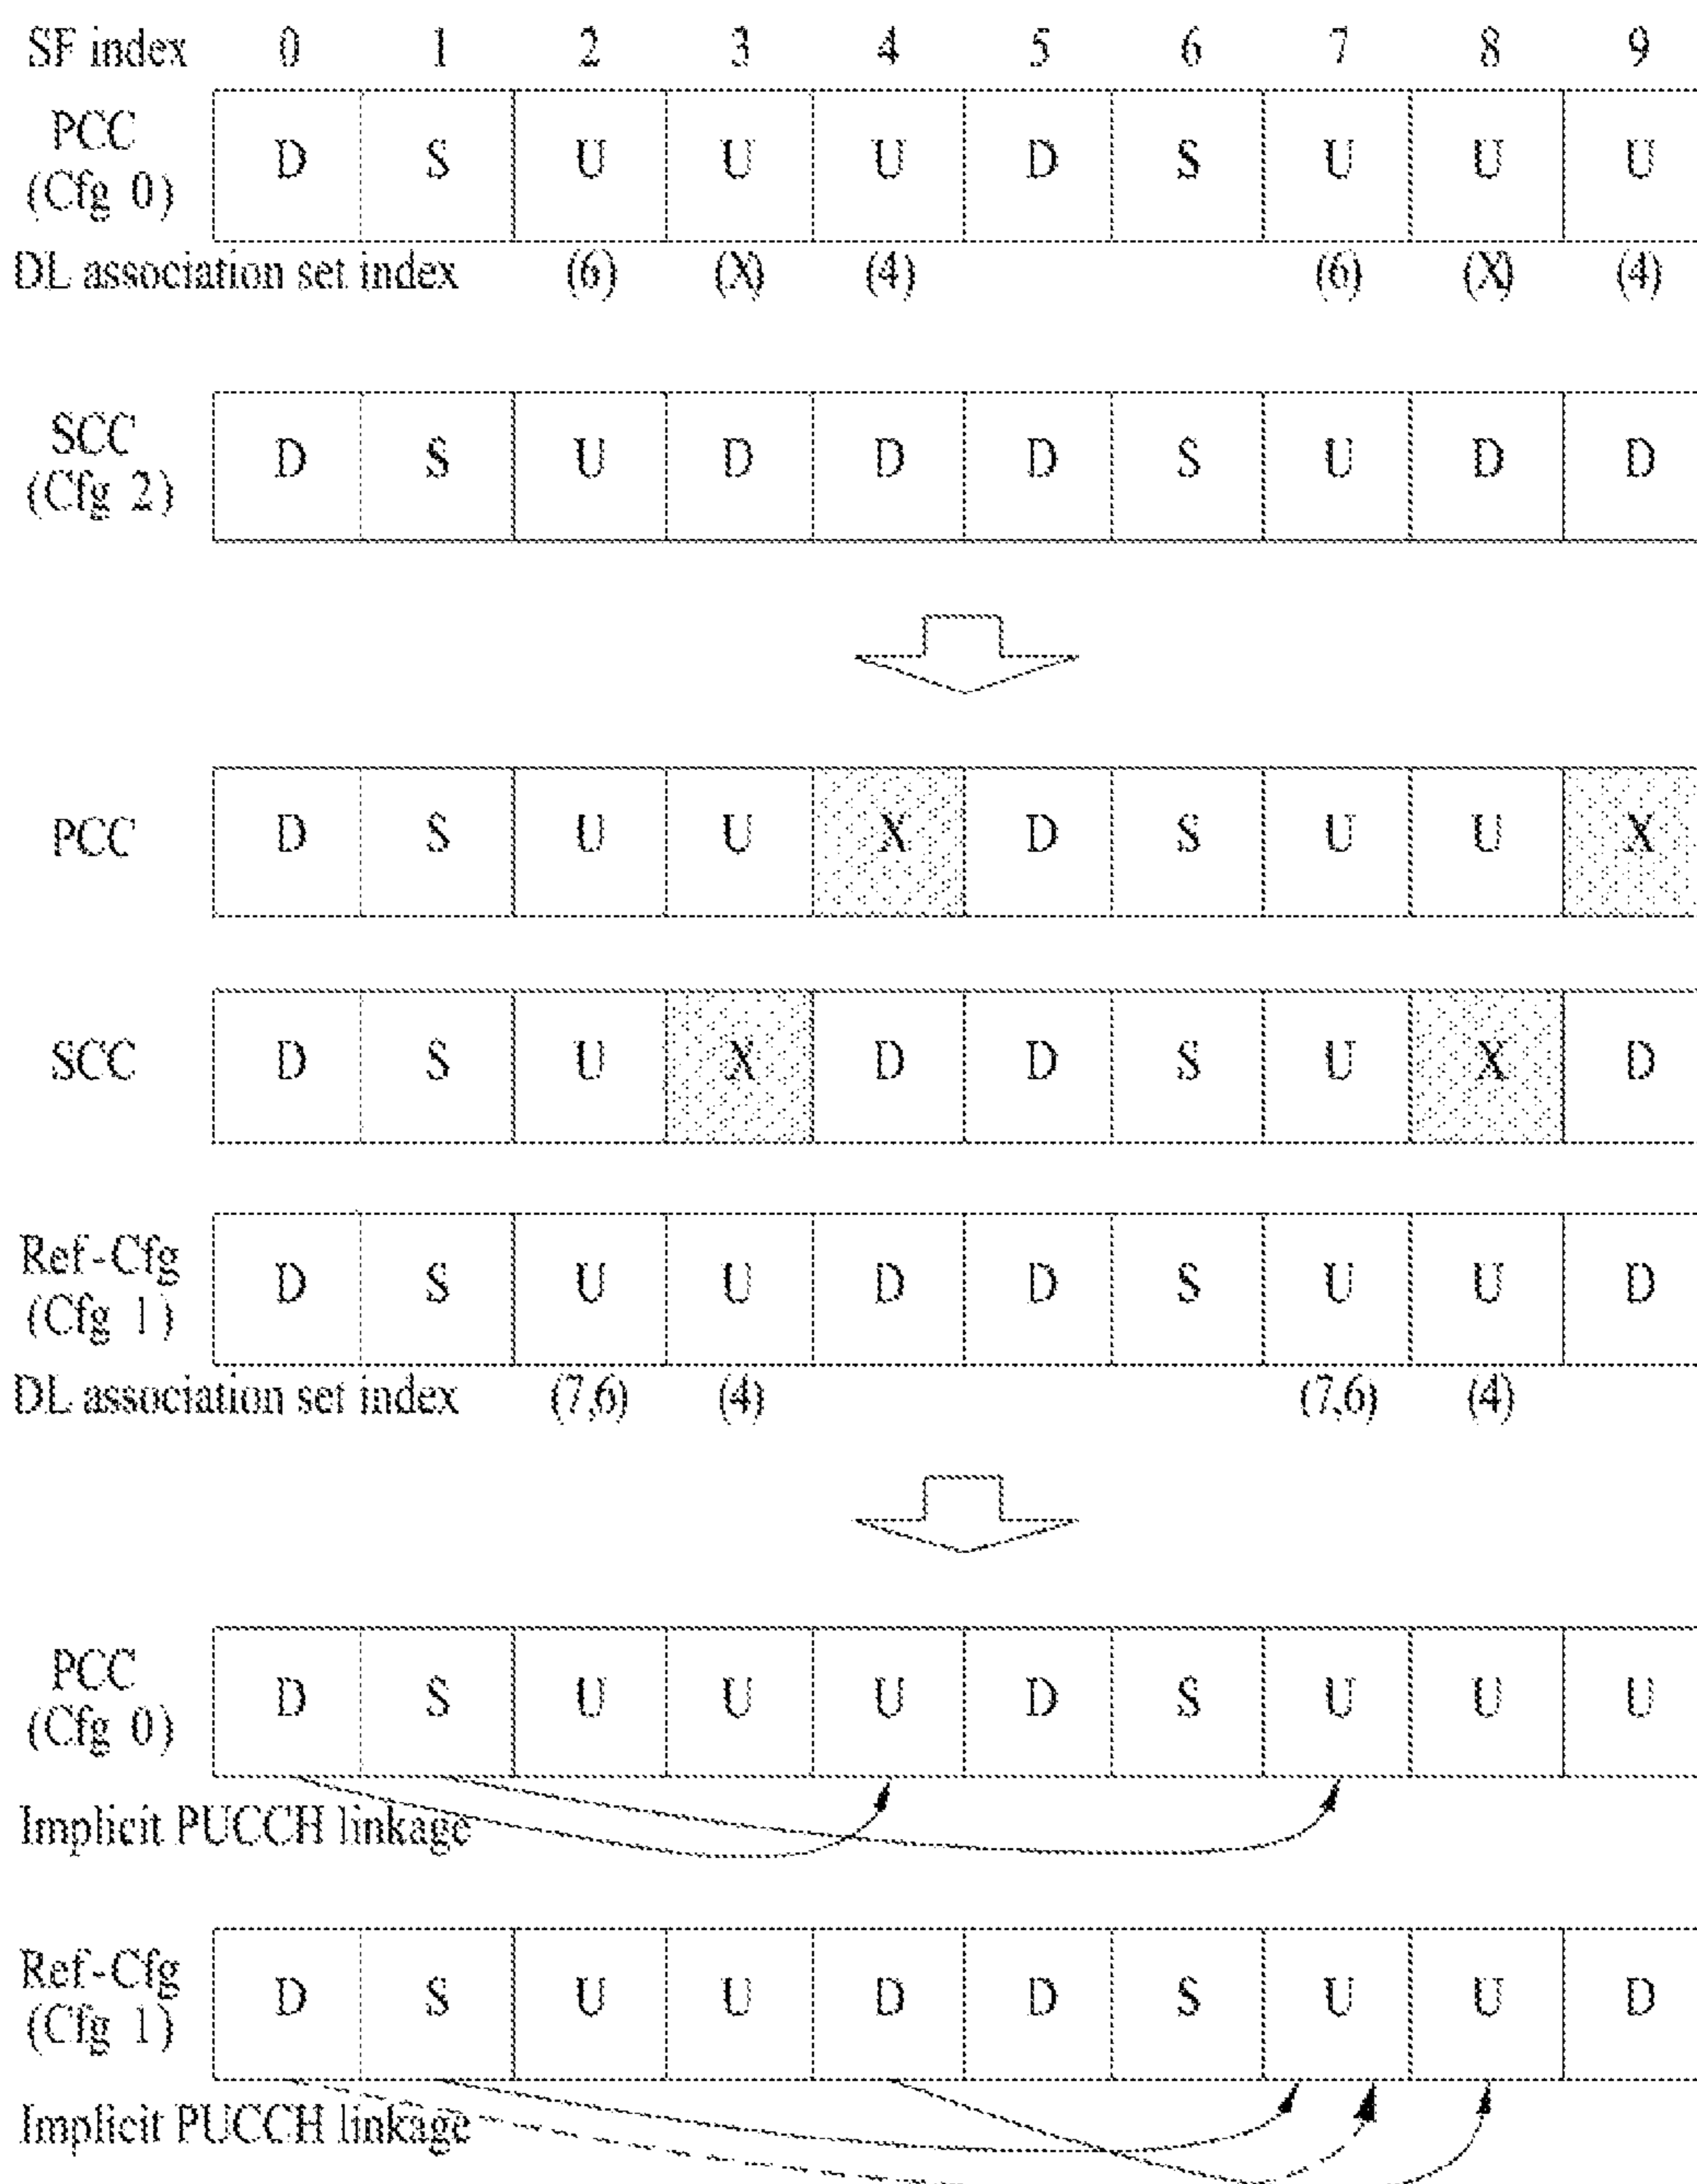 SF index 0 1 2 3 4 5 6 7 8 9
PCC
(Cfg 0)
D S U U U D S U U U
DL association set index (6) (X) (4) (6) (X) (4)
SCC
(Cfg 2)
D S U D D D S U D D
PCC D S U U X D S U U X
SCC D S U X D D S U X D
Ref-Cfg
(Cfg 1)
D S U U D D S U U D
DL association set index (7,6) (4) (7,6) (4)
PCC
(Cfg 0)
D S U U U D S U U U
Implicit PUCCH linkage
Ref-Cfg
(Cfg 1)
D S U U D D S U U D
Implicit PUCCH linkage